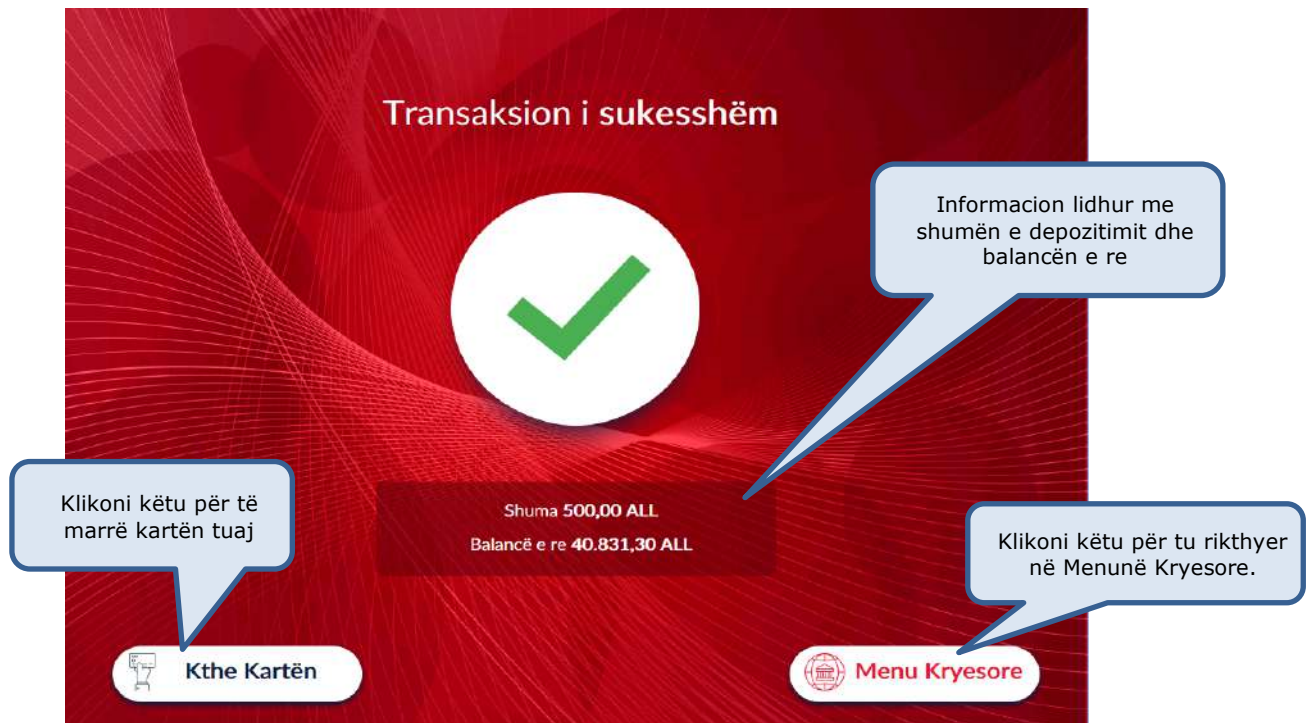 Transaksion i sukesshëm
Informacion lidhur me
shumën e depozitimit dhe
balancën e re
Klikoni këtu për të
marrë kartën tuaj
Shuma 500,00 ALL
Balancë e re 40.831,30 ALL
Klikoni këtu për tu rikthyer
në Menunë Kryesore.
Kthe Kartën
Menu Kryesore